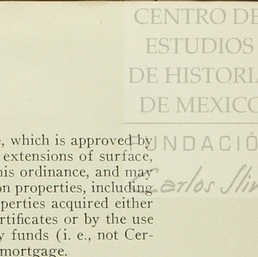 CENTRO DE
ESTUDIOS
DE HISTORIA
DE MEXICO
FUNDACIÓ
Carlos Slim
, which is approved by
extensions of surface,
his ordinance, and may
on properties, including
perties acquired either
rtificates or by the use
y funds (i. e., not Cer-
mortgage.